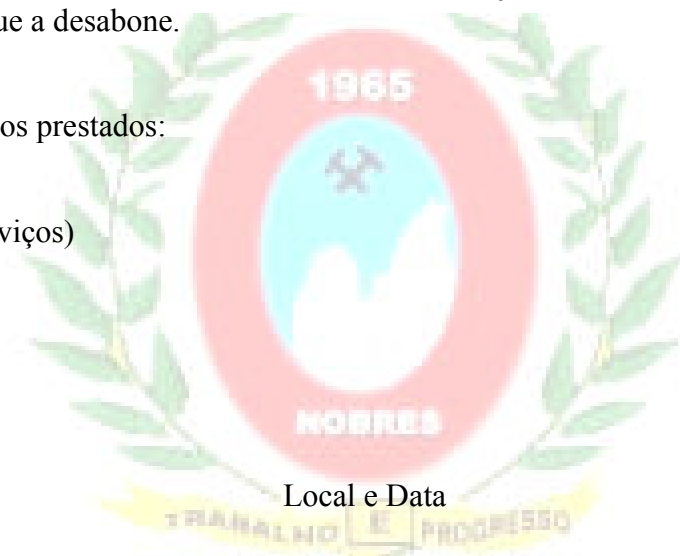 ue a desabone.
1965
os prestados:
viços)
NOBRES
Local e Data
TRABALHO E PROGRESSO